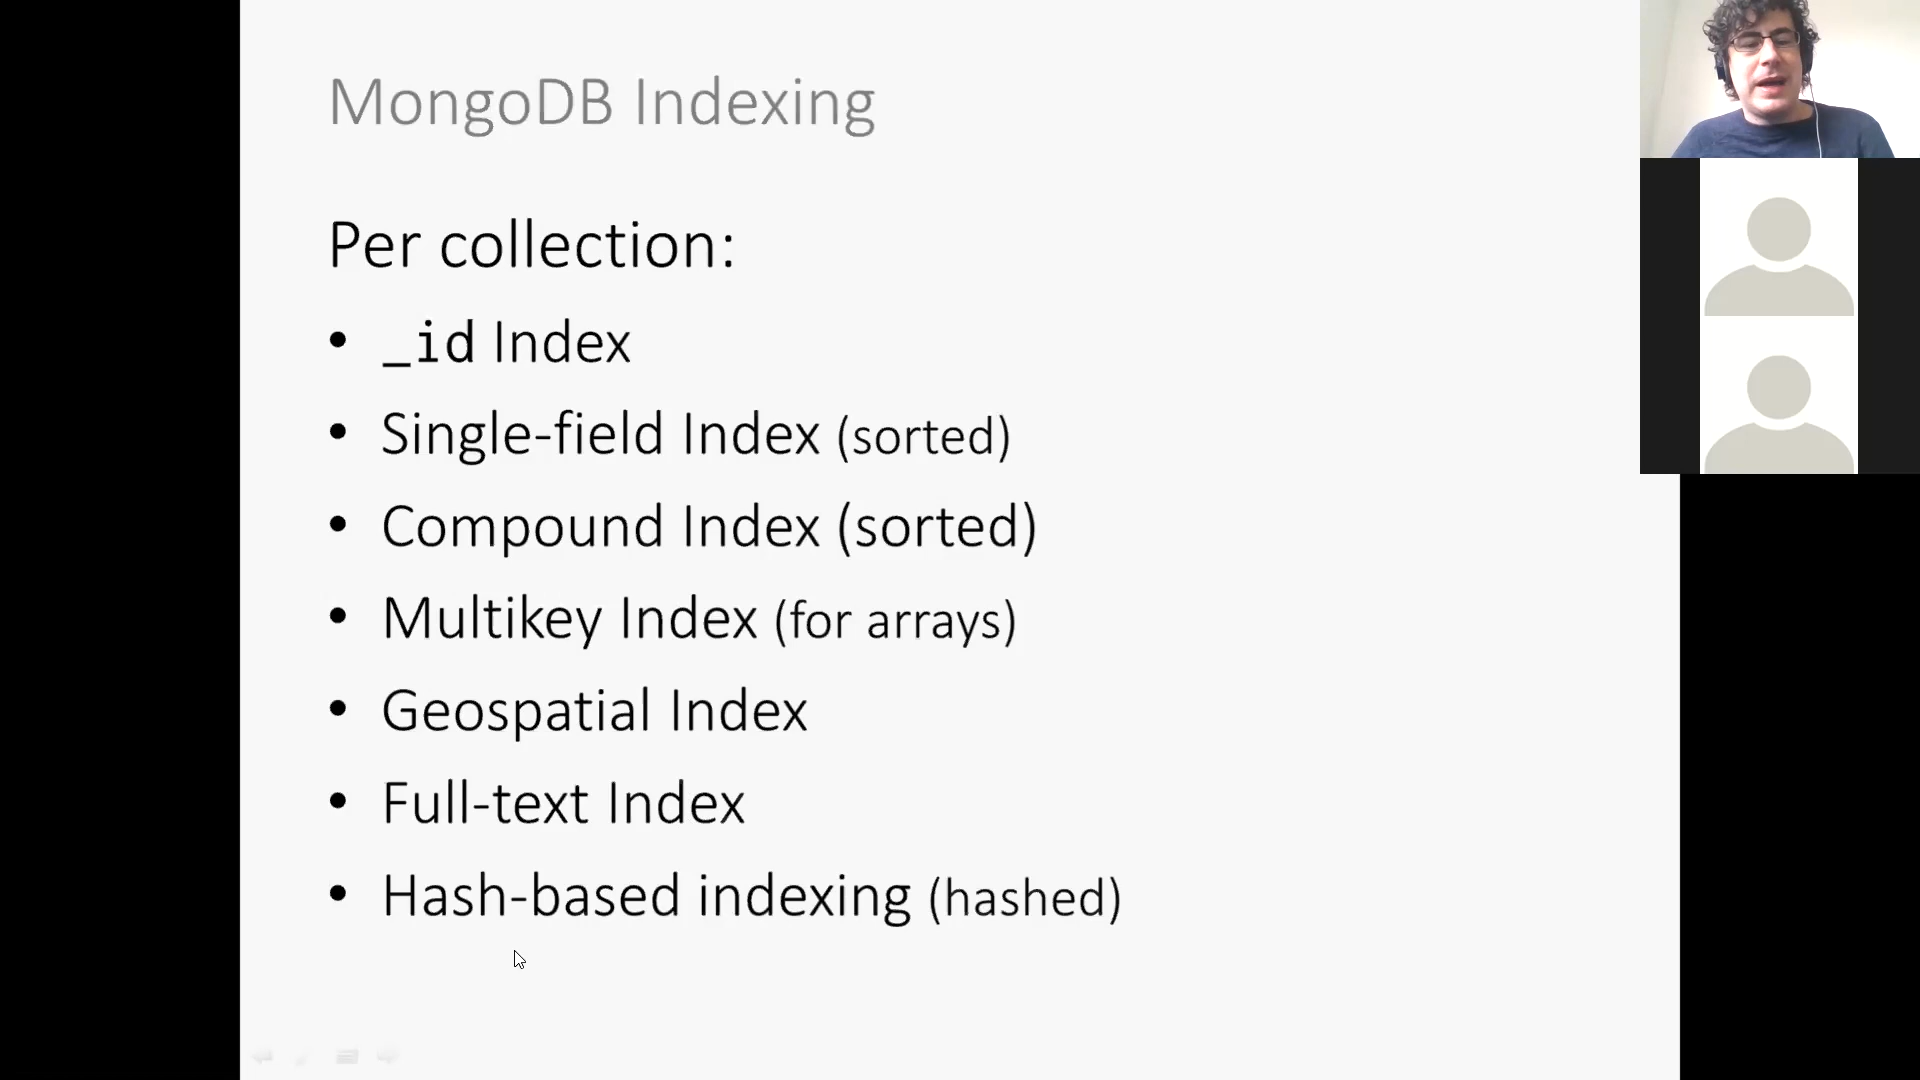 MongoDB Indexing
Per collection:
• _id Index
• Single-field Index (sorted)
• Compound Index (sorted)
• Multikey Index (for arrays)
• Geospatial Index
• Full-text Index
• Hash-based indexing (hashed)